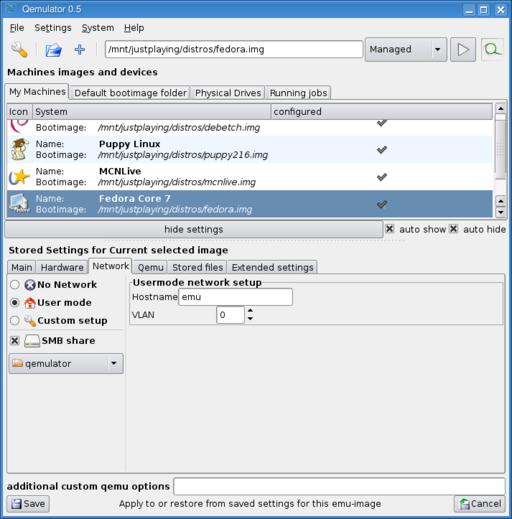 Qemulator 0.5
File Settings System Help
/mnt/justplaying/distros/fedora.img Managed
Machines images and devices
My Machines Default bootimage folder Physical Drives Running jobs
Icon System configured
Bootimage: /mnt/justplaying/distros/debetch.img
Name: Puppy Linux
Bootimage: /mnt/justplaying/distros/puppy216.img
Name: MCNLive
Bootimage: /mnt/justplaying/distros/mcnlive.img
Name: Fedora Core 7
Bootimage: /mnt/justplaying/distros/fedora.img
hide settings auto show auto hide
Stored Settings for Current selected image
Main Hardware Network Qemu Stored files Extended settings
No Network
User mode
Custom setup
SMB share
qemulator
Usermode network setup
Hostname emu
VLAN 0
additional custom qemu options
Save Apply to or restore from saved settings for this emu-image Cancel